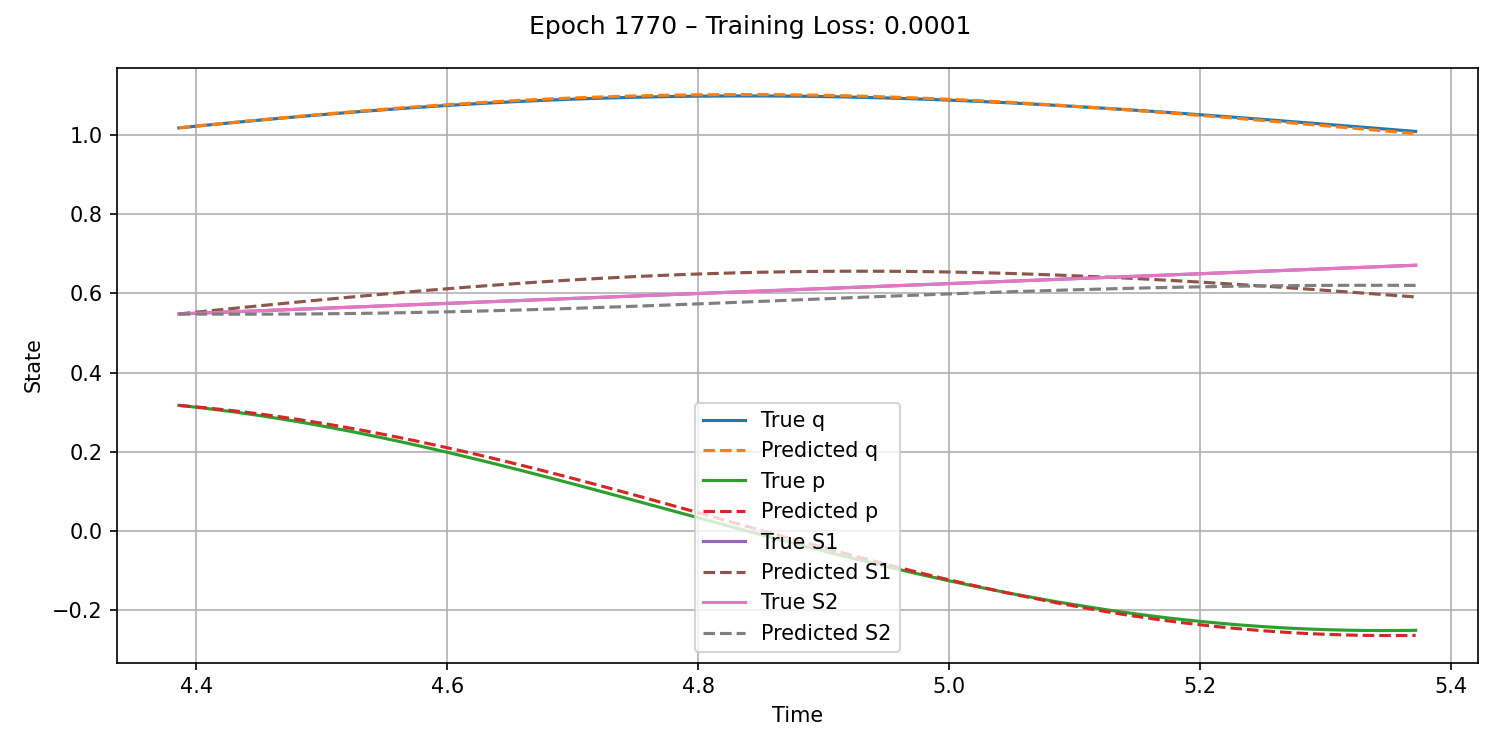 Epoch 1770 – Training Loss: 0.0001
State
1.0
0.8
0.6
0.4
0.2
0.0
−0.2
True q
Predicted q
True p
Predicted p
True S1
Predicted S1
True S2
Predicted S2
4.4 4.6 4.8 5.0 5.2 5.4
Time